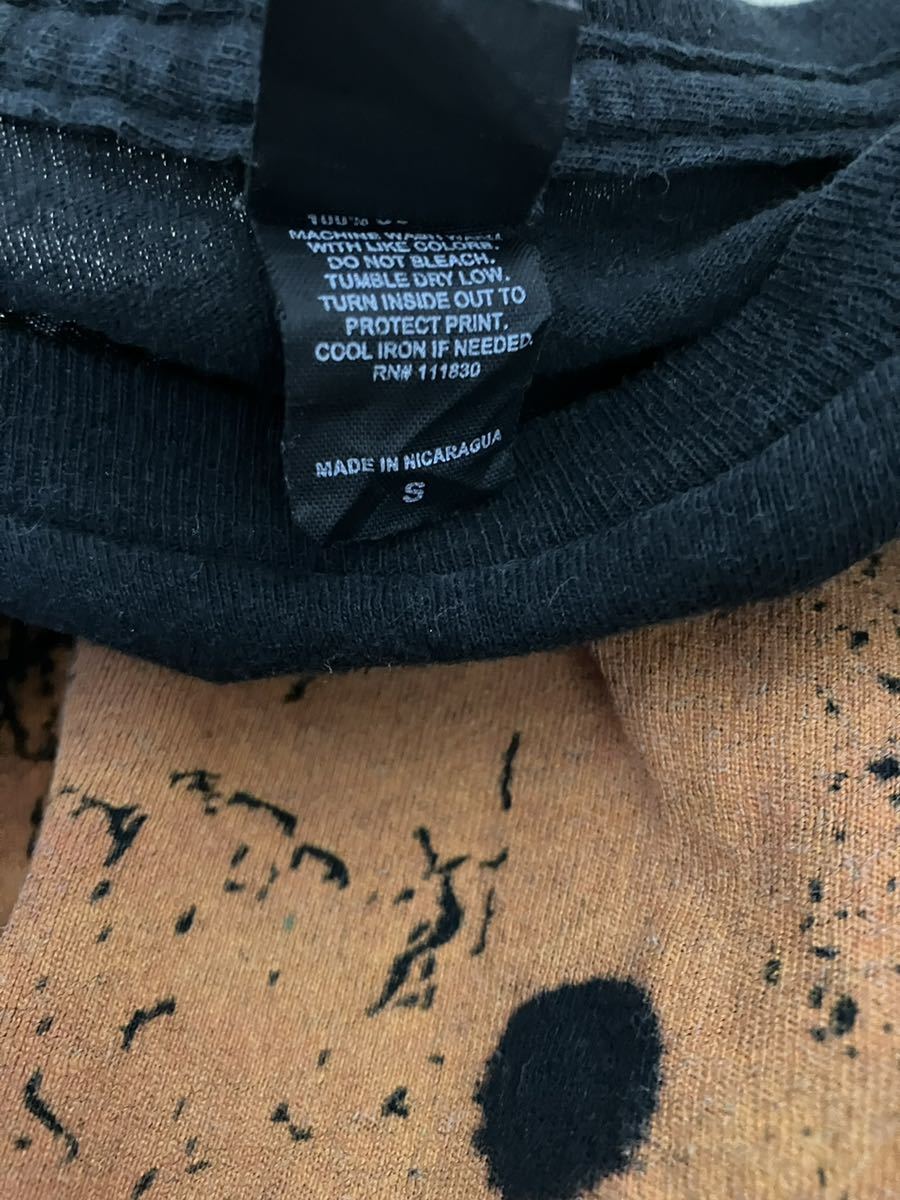 100%
MACHINE WASH WARM
WITH LIKE COLORS.
DO NOT BLEACH.
TUMBLE DRY LOW.
TURN INSIDE OUT TO
PROTECT PRINT.
COOL IRON IF NEEDED.
RN# 111830
MADE IN NICARAGUA
S